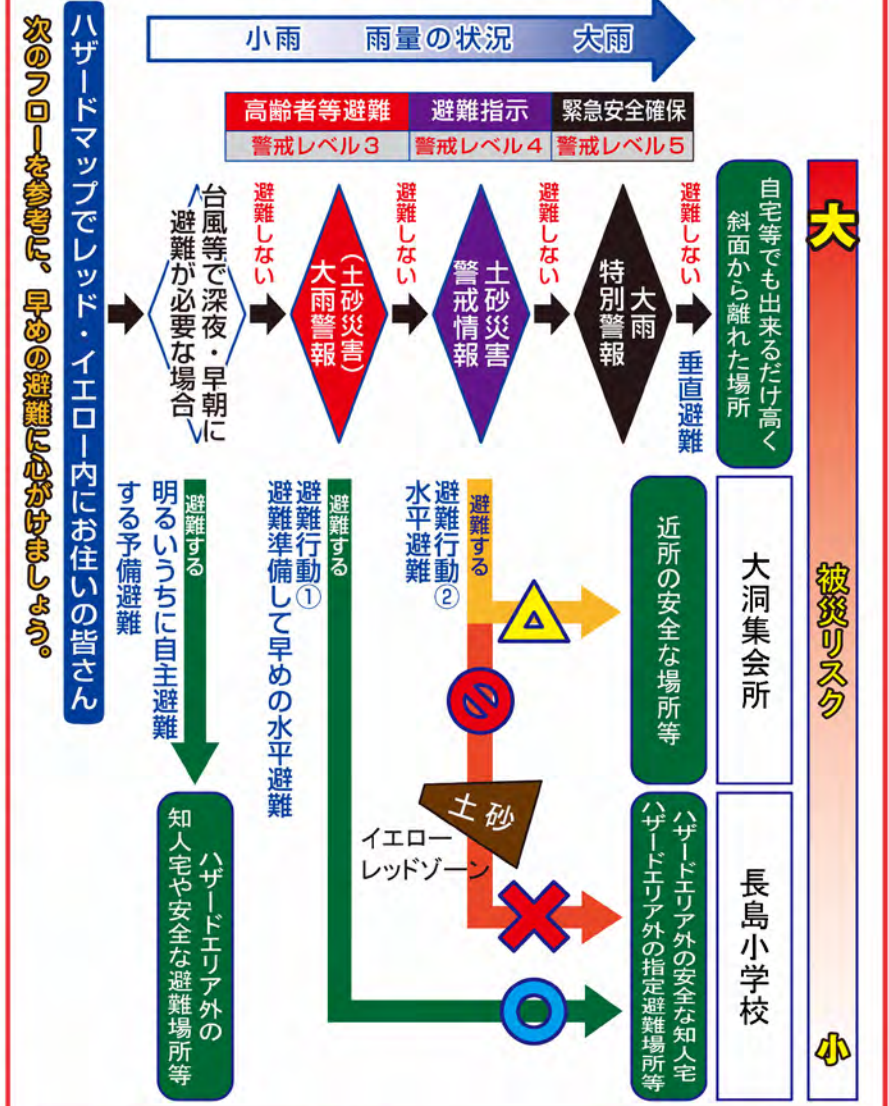 小雨 雨量の状況 大雨
高齢者等避難 避難指示 緊急安全確保
警戒レベル3 警戒レベル4 警戒レベル5
次のフローを参考に、早めの避難に心がけましょう。
ハザードマップでレッド・イエロー内にお住いの皆さん
台風等で深夜・早朝に
避難が必要な場合
避難しない
大雨警報
(土砂災害)
避難しない
土砂災害
警戒情報
避難しない
大雨
特別警報
避難しない
垂直避難
自宅等でも出来るだけ高く
斜面から離れた場所
避難する
明るいうちに自主避難
する予備避難
ハザードエリア外の
知人宅や安全な避難場所等
避難する
避難行動①
避難準備して早めの水平避難
避難する
避難行動②
水平避難
近所の安全な場所等
大洞集会所
土砂
イエロー
レッドゾーン
ハザードエリア外の安全な知人宅
ハザードエリア外の指定避難場所等
長島小学校
大
被災リスク
小